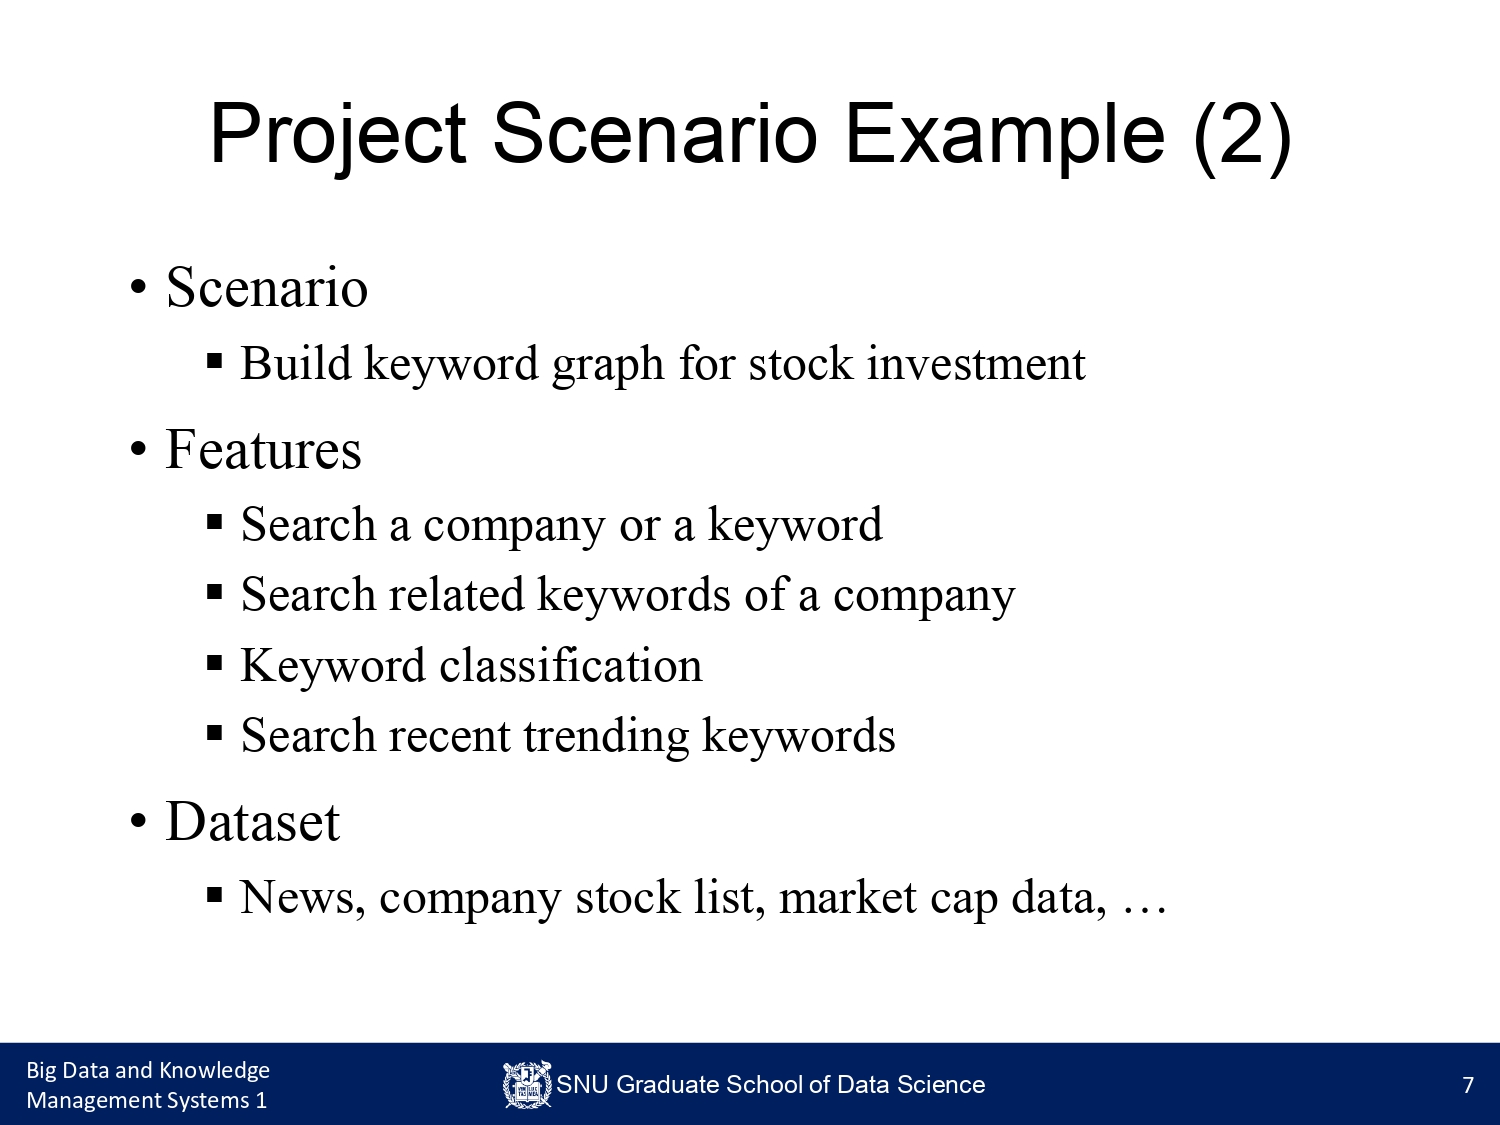 Project Scenario Example (2)
• Scenario
▪ Build keyword graph for stock investment
• Features
▪ Search a company or a keyword
▪ Search related keywords of a company
▪ Keyword classification
▪ Search recent trending keywords
• Dataset
▪ News, company stock list, market cap data, …
Big Data and Knowledge
Management Systems 1
SNU Graduate School of Data Science
7